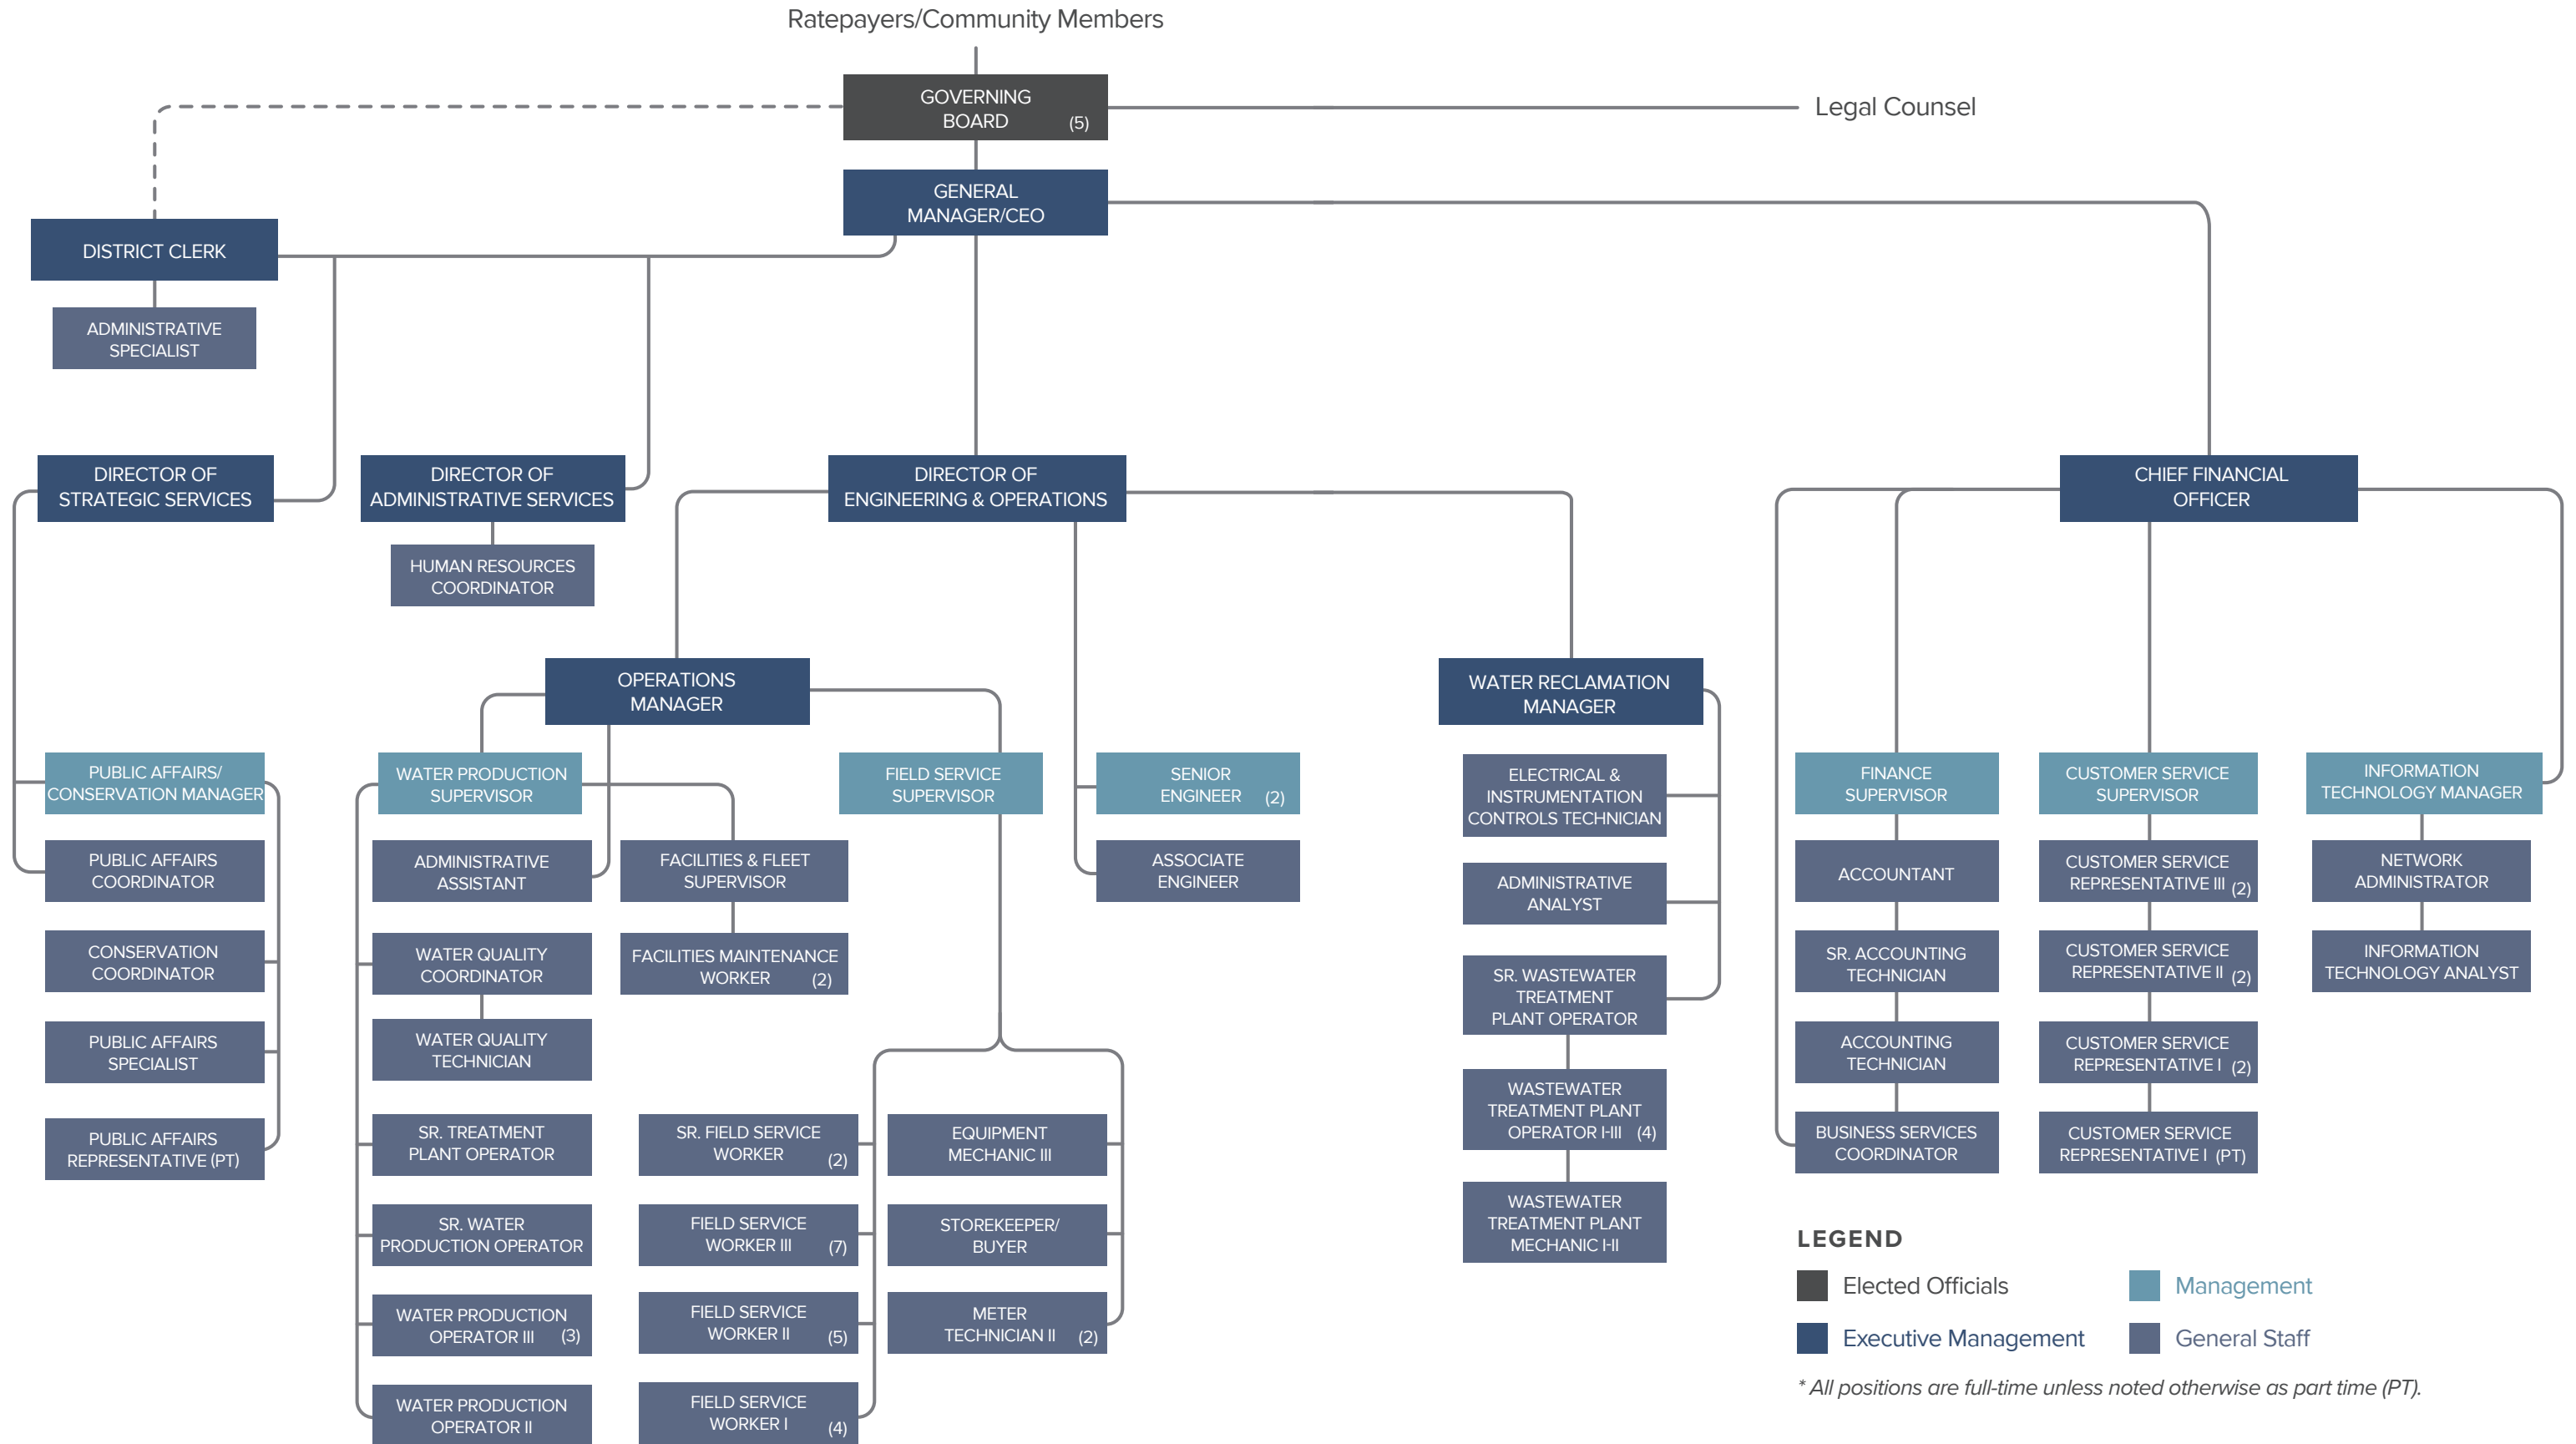 Ratepayers/Community Members
GOVERNING
BOARD (5)
Legal Counsel
GENERAL
MANAGER/CEO
DISTRICT CLERK
ADMINISTRATIVE
SPECIALIST
DIRECTOR OF
STRATEGIC SERVICES
DIRECTOR OF
ADMINISTRATIVE SERVICES
HUMAN RESOURCES
COORDINATOR
DIRECTOR OF
ENGINEERING & OPERATIONS
CHIEF FINANCIAL
OFFICER
OPERATIONS
MANAGER
WATER RECLAMATION
MANAGER
PUBLIC AFFAIRS/
CONSERVATION MANAGER
PUBLIC AFFAIRS
COORDINATOR
CONSERVATION
COORDINATOR
PUBLIC AFFAIRS
SPECIALIST
PUBLIC AFFAIRS
REPRESENTATIVE (PT)
WATER PRODUCTION
SUPERVISOR
ADMINISTRATIVE
ASSISTANT
FACILITIES & FLEET
SUPERVISOR
WATER QUALITY
COORDINATOR
FACILITIES MAINTENANCE
WORKER (2)
WATER QUALITY
TECHNICIAN
SR. TREATMENT
PLANT OPERATOR
SR. WATER
PRODUCTION OPERATOR
WATER PRODUCTION
OPERATOR III (3)
WATER PRODUCTION
OPERATOR II
FIELD SERVICE
SUPERVISOR
SR. FIELD SERVICE
WORKER (2)
FIELD SERVICE
WORKER III (7)
FIELD SERVICE
WORKER II (5)
FIELD SERVICE
WORKER I (4)
EQUIPMENT
MECHANIC III
STOREKEEPER/
BUYER
METER
TECHNICIAN II (2)
SENIOR
ENGINEER (2)
ASSOCIATE
ENGINEER
ELECTRICAL &
INSTRUMENTATION
CONTROLS TECHNICIAN
ADMINISTRATIVE
ANALYST
SR. WASTEWATER
TREATMENT
PLANT OPERATOR
WASTEWATER
TREATMENT PLANT
OPERATOR I-III (4)
WASTEWATER
TREATMENT PLANT
MECHANIC I-II
FINANCE
SUPERVISOR
ACCOUNTANT
SR. ACCOUNTING
TECHNICIAN
ACCOUNTING
TECHNICIAN
BUSINESS SERVICES
COORDINATOR
CUSTOMER SERVICE
SUPERVISOR
CUSTOMER SERVICE
REPRESENTATIVE III (2)
CUSTOMER SERVICE
REPRESENTATIVE II (2)
CUSTOMER SERVICE
REPRESENTATIVE I (2)
CUSTOMER SERVICE
REPRESENTATIVE I (PT)
INFORMATION
TECHNOLOGY MANAGER
NETWORK
ADMINISTRATOR
INFORMATION
TECHNOLOGY ANALYST
LEGEND
Elected Officials
Management
Executive Management
General Staff
* All positions are full-time unless noted otherwise as part time (PT).